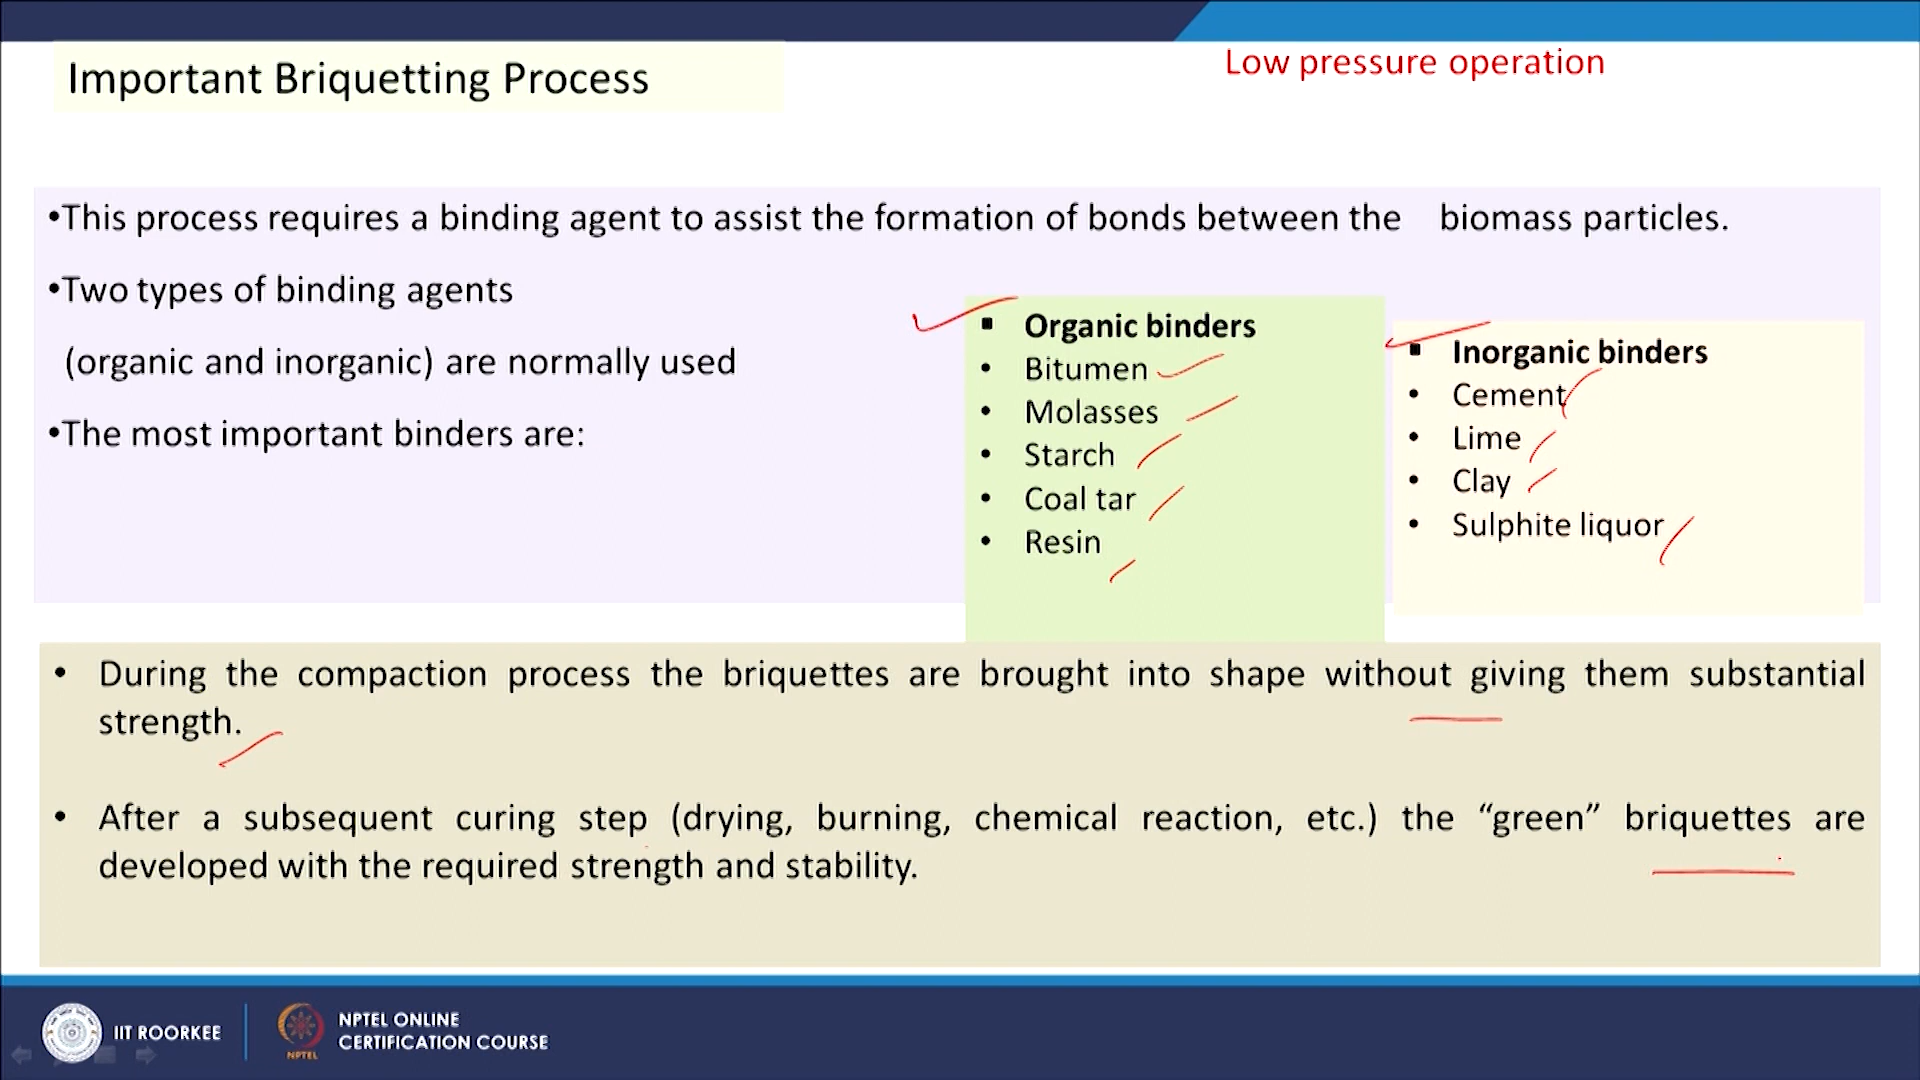 Important Briquetting Process
Low pressure operation
•This process requires a binding agent to assist the formation of bonds between the biomass particles.
•Two types of binding agents
(organic and inorganic) are normally used
•The most important binders are:
▪ Organic binders
• Bitumen
• Molasses
• Starch
• Coal tar
• Resin
▪ Inorganic binders
• Cement
• Lime
• Clay
• Sulphite liquor
• During the compaction process the briquettes are brought into shape without giving them substantial
strength.
• After a subsequent curing step (drying, burning, chemical reaction, etc.) the “green” briquettes are
developed with the required strength and stability.
IIT ROORKEE
NPTEL
NPTEL ONLINE
CERTIFICATION COURSE